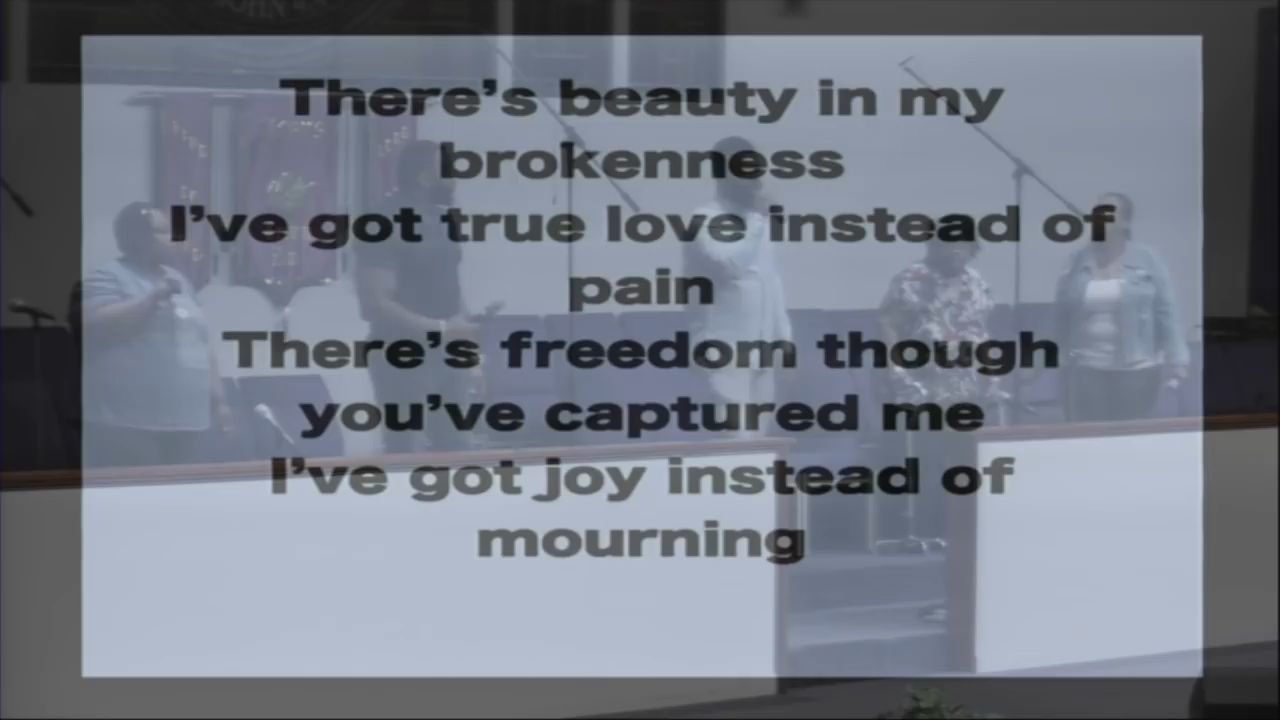 There’s beauty in my
brokenness
I’ve got true love instead of
pain
There’s freedom though
you’ve captured me
I’ve got joy instead of
mourning